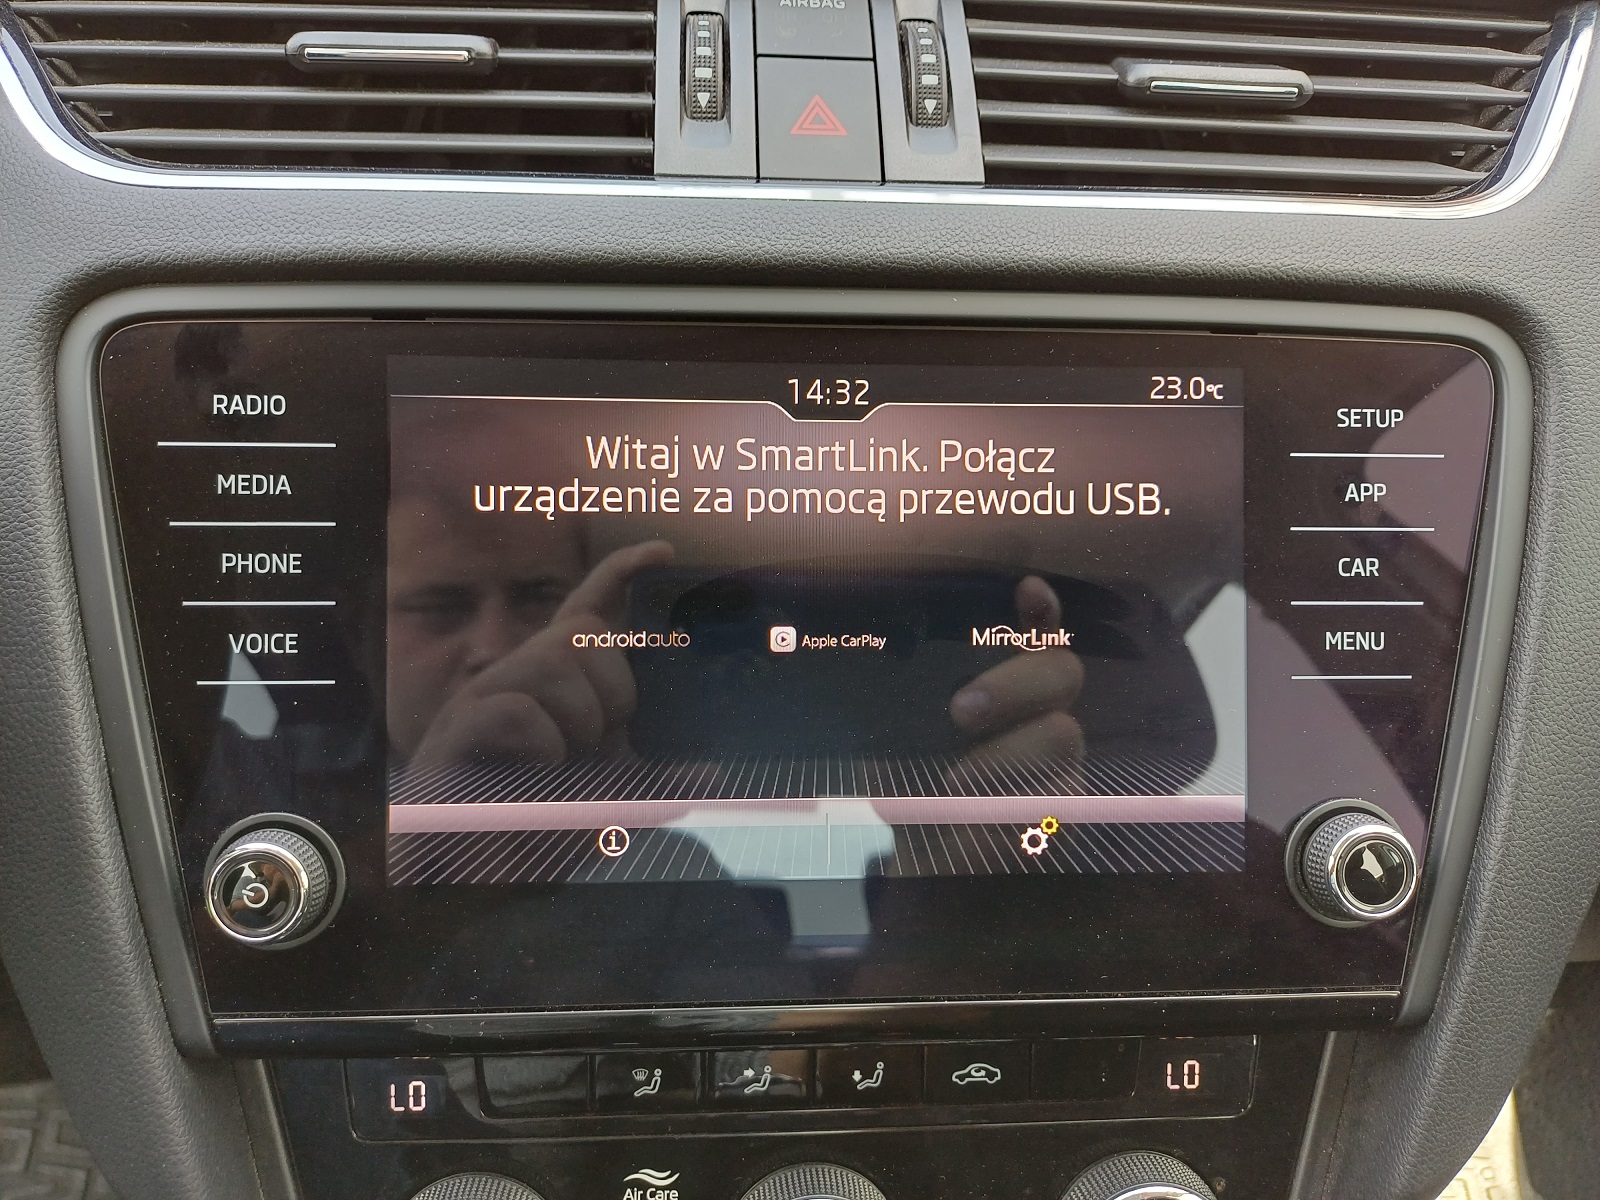 AIRBAG
14:32
23.0°C
RADIO
MEDIA
PHONE
VOICE
Witaj w SmartLink. Połącz
urządzenie za pomocą przewodu USB.
androidauto
Apple CarPlay
MirrorLink
SETUP
APP
CAR
MENU
LO
LO
Air Care